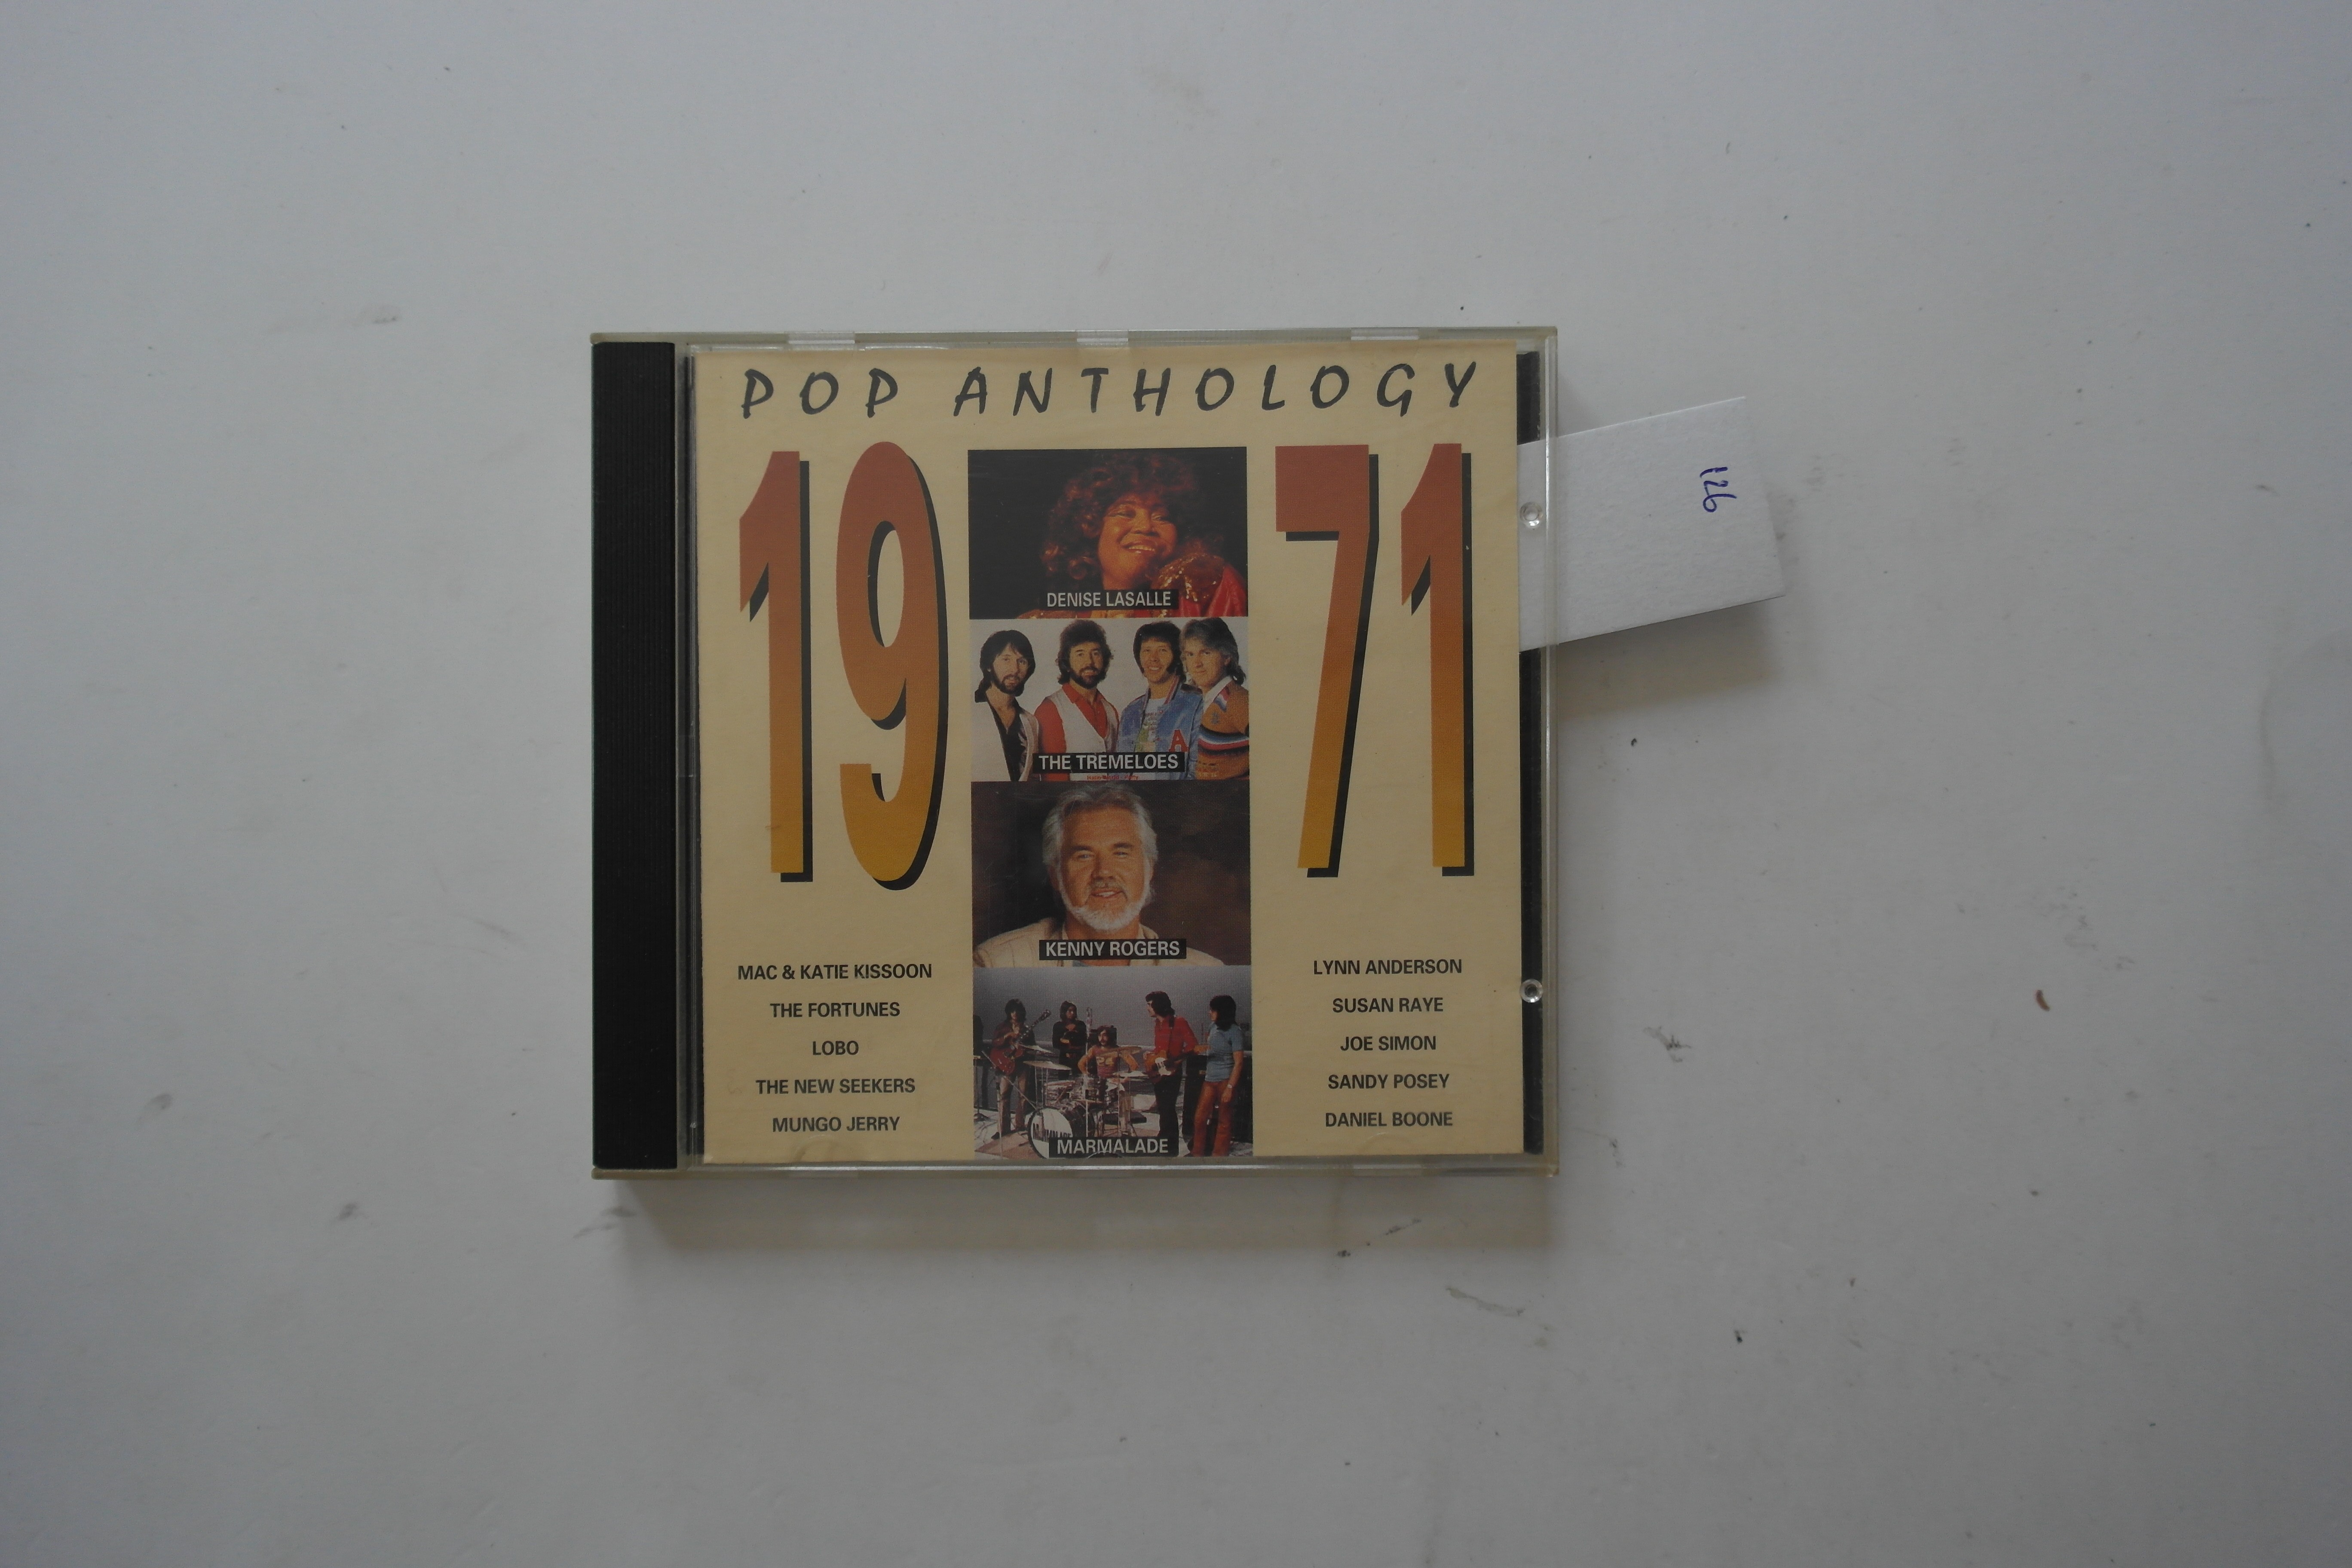 POP ANTHOLOGY
19 71
DENISE LASALLE
THE TREMELOES
KENNY ROGERS
MARMALADE
MAC & KATIE KISSOON
THE FORTUNES
LOBO
THE NEW SEEKERS
MUNGO JERRY
LYNN ANDERSON
SUSAN RAYE
JOE SIMON
SANDY POSEY
DANIEL BOONE
126